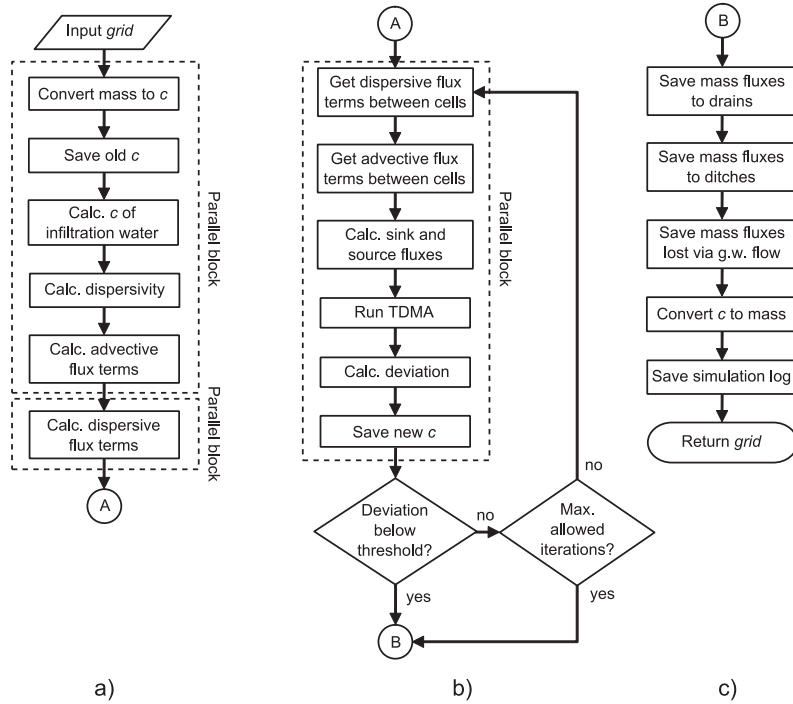 Input grid
Convert mass to c
Save old c
Calc. c of
infiltration water
Calc. dispersivity
Calc. advective
flux terms
Parallel block
Calc. dispersive
flux terms
Parallel block
A
a)
A
Get dispersive flux
terms between cells
Get advective flux
terms between cells
Calc. sink and
source fluxes
Run TDMA
Calc. deviation
Save new c
Parallel block
Deviation
below
threshold?
no
Max.
allowed
iterations?
no
yes
yes
B
b)
B
Save mass fluxes
to drains
Save mass fluxes
to ditches
Save mass fluxes
lost via g.w. flow
Convert c to mass
Save simulation log
Return grid
c)